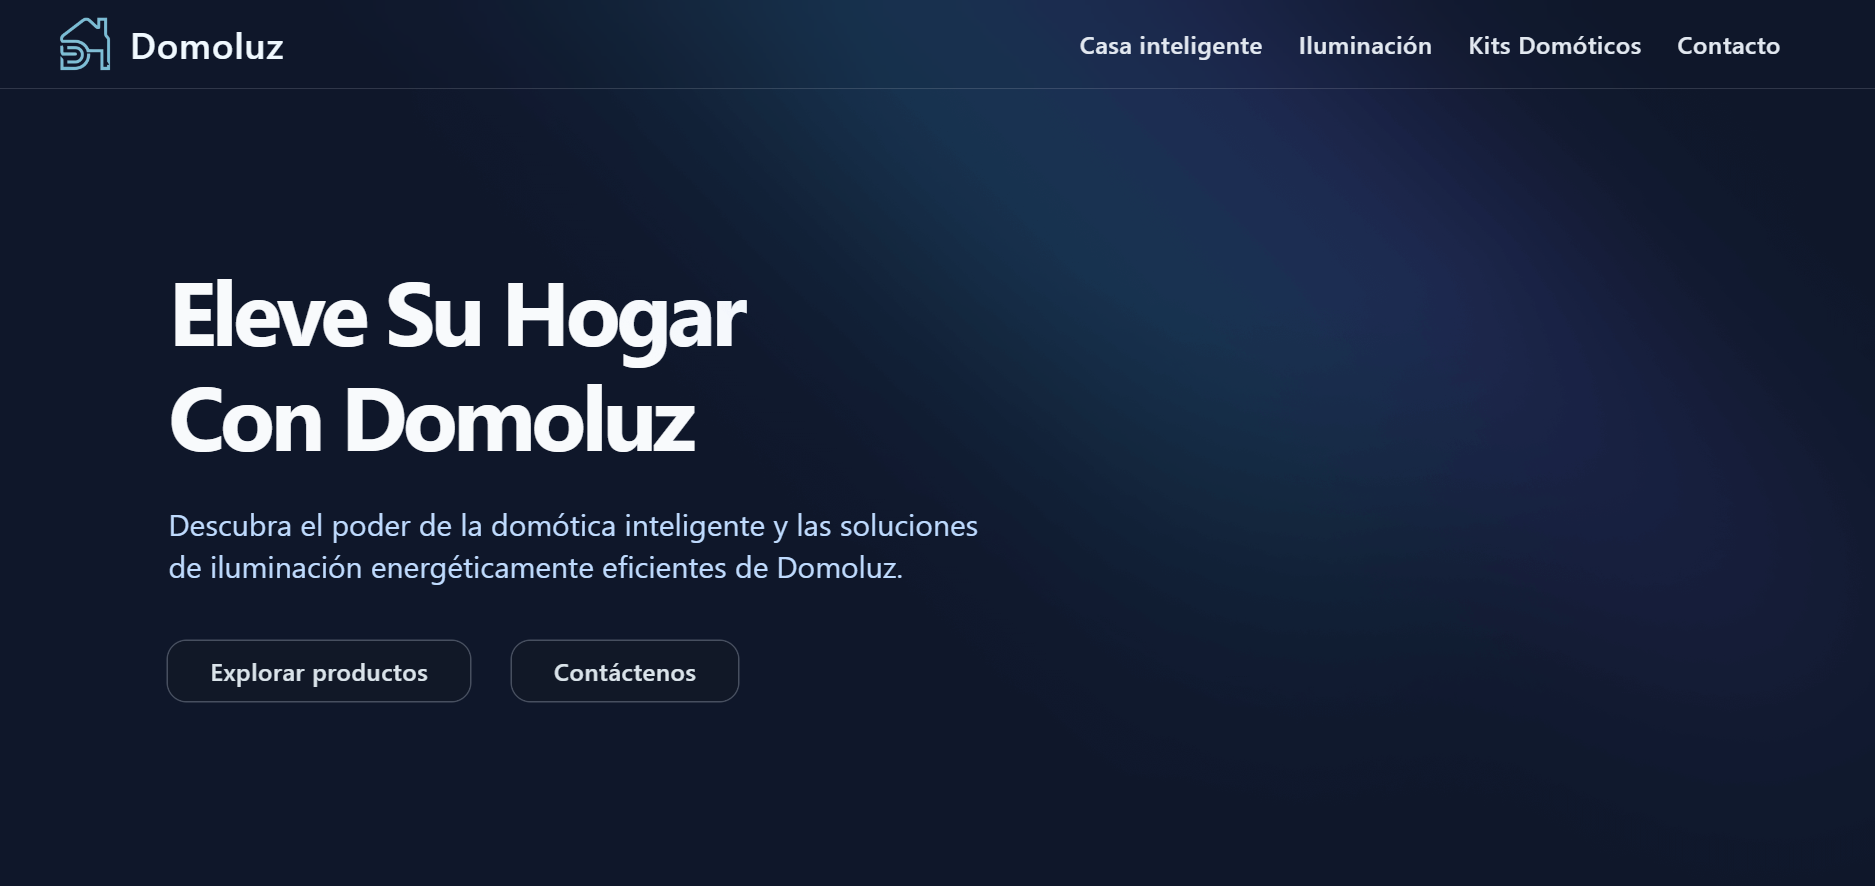 Domoluz
Casa inteligente
Iluminación
Kits Domóticos
Contacto
Eleve Su Hogar
Con Domoluz
Descubra el poder de la domótica inteligente y las soluciones
de iluminación energéticamente eficientes de Domoluz.
Explorar productos
Contáctenos